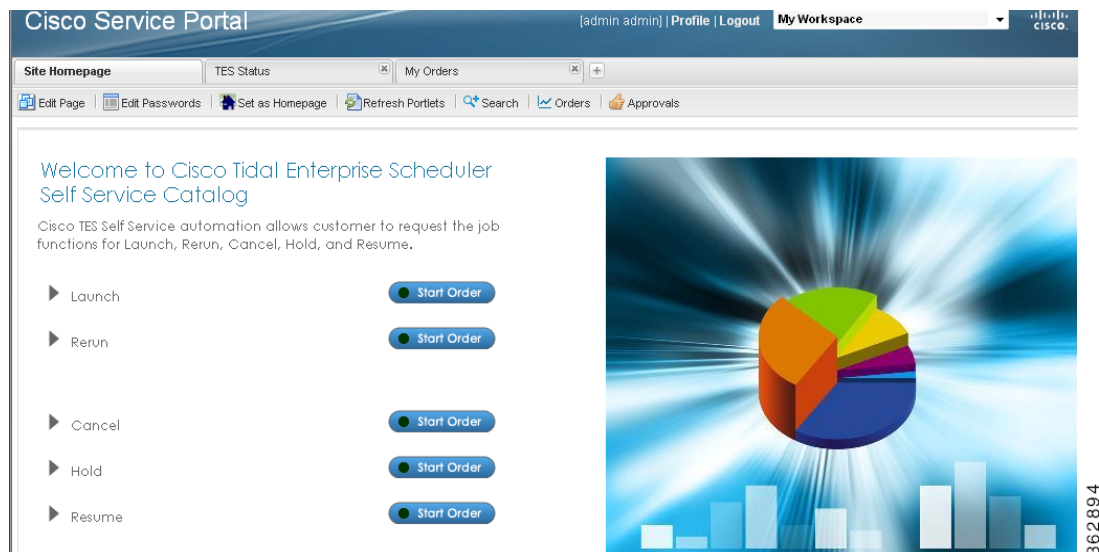 Cisco Service Portal
[admin admin] | Profile | Logout
My Workspace
CISCO.
Site Homepage
TES Status
My Orders
Edit Page
Edit Passwords
Set as Homepage
Refresh Portlets
Search
Orders
Approvals
Welcome to Cisco Tidal Enterprise Scheduler
Self Service Catalog
Cisco TES Self Service automation allows customer to request the job
functions for Launch, Rerun, Cancel, Hold, and Resume.
Launch
Start Order
Rerun
Start Order
Cancel
Start Order
Hold
Start Order
Resume
Start Order
362894